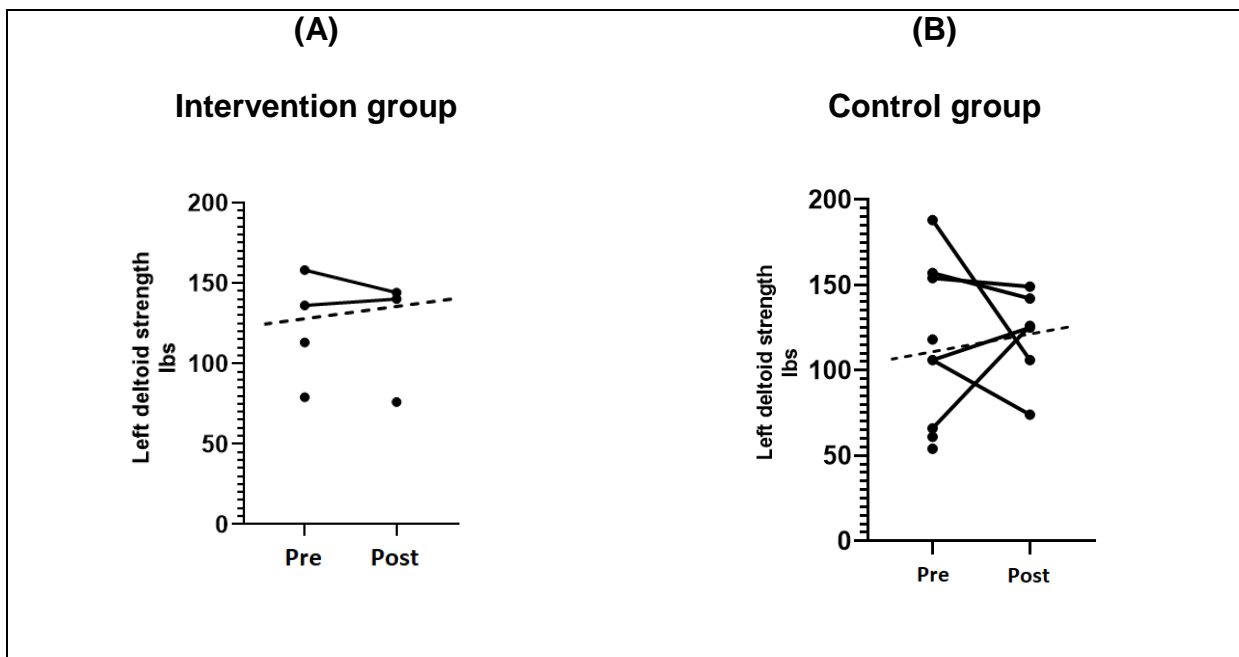 (A)
Intervention group
Left deltoid strength
lbs
200
150
100
50
0
Pre Post
(B)
Control group
Left deltoid strength
lbs
200
150
100
50
0
Pre Post